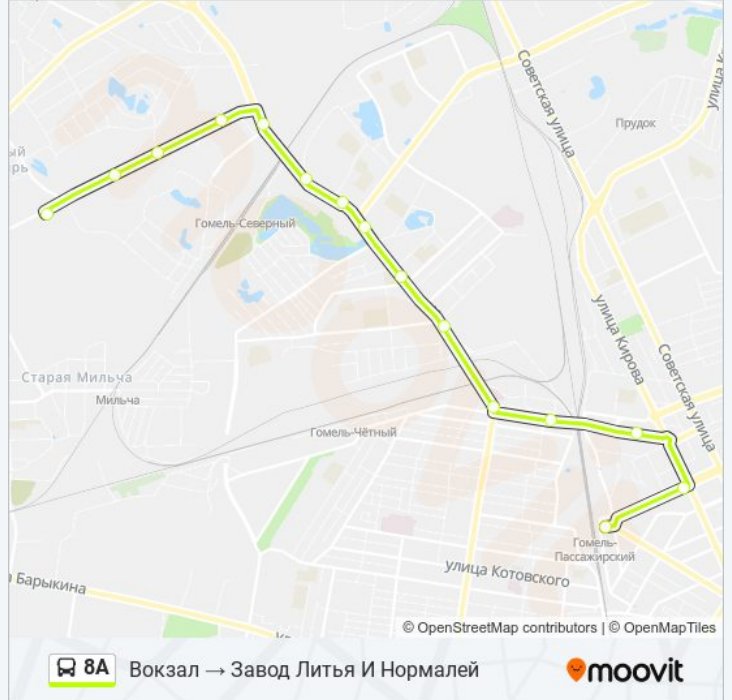 Советская улица
улица К
Прудок
ый
рь
Гомель-Северный
улица Кирова
Советская улица
Старая Мильча
Мильча
Гомель-Чётный
Гомель-
Пассажирский
улица Котовского
а Барыкина
© OpenStreetMap contributors | © OpenMapTiles
8А Вокзал → Завод Литья И Нормалей
moovit